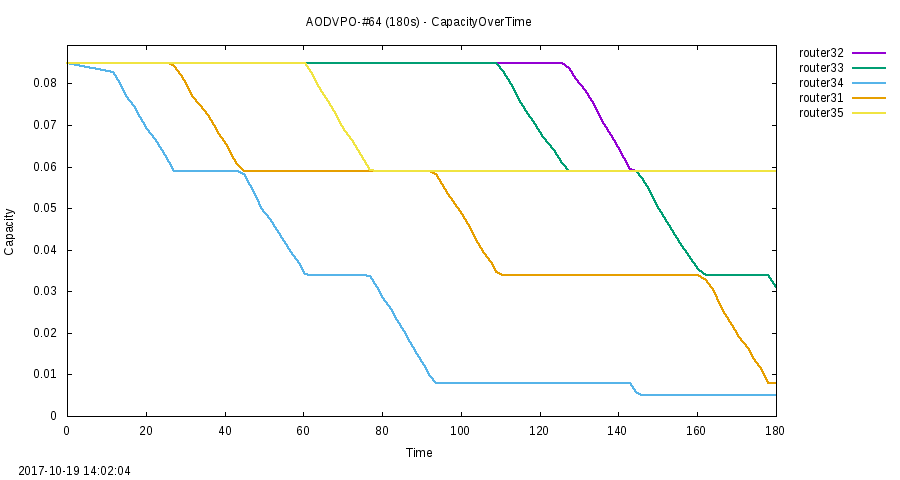 AODVPO-#64 (180s) - CapacityOverTime
router32
router33
router34
router31
router35
0.08
0.07
0.06
0.05
0.04
0.03
0.02
0.01
0
Capacity
0 20 40 60 80 100 120 140 160 180
Time
2017-10-19 14:02:04